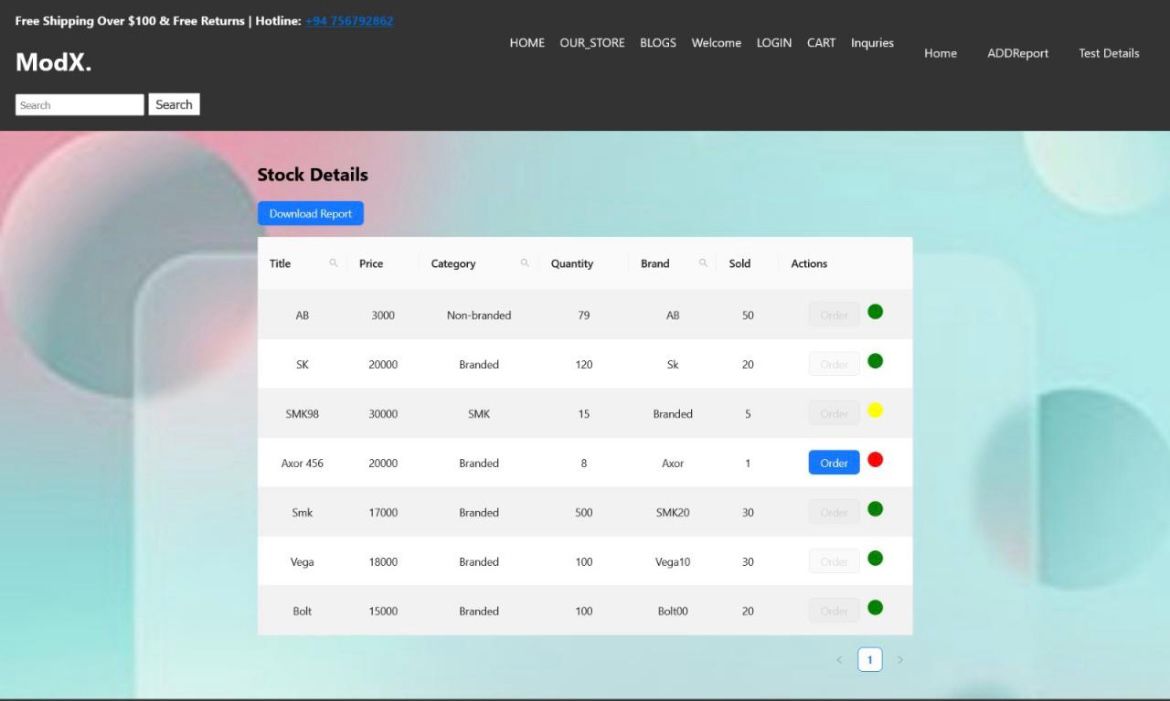 Free Shipping Over $100 & Free Returns | Hotline: +94 756792862
HOME OUR_STORE BLOGS Welcome LOGIN CART Inquries Home ADDReport Test Details
ModX.
Search Search
Stock Details
Download Report
Title Price Category Quantity Brand Sold Actions
AB 3000 Non-branded 79 AB 50 Order
SK 20000 Branded 120 Sk 20 Order
SMK98 30000 SMK 15 Branded 5 Order
Axor 456 20000 Branded 8 Axor 1 Order
Smk 17000 Branded 500 SMK20 30 Order
Vega 18000 Branded 100 Vega10 30 Order
Bolt 15000 Branded 100 Bolt00 20 Order
< 1 >